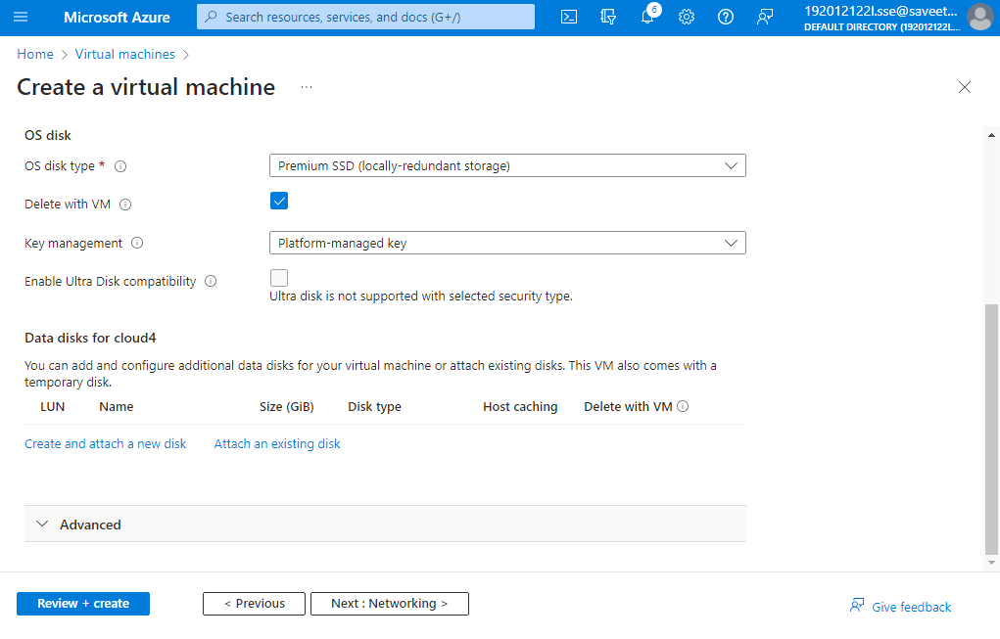 Microsoft Azure
Search resources, services, and docs (G+/)
6
192012122l.sse@saveet...
DEFAULT DIRECTORY (192012122L...
Home > Virtual machines >
Create a virtual machine ...
OS disk
OS disk type *
Premium SSD (locally-redundant storage)
Delete with VM
Key management
Platform-managed key
Enable Ultra Disk compatibility
Ultra disk is not supported with selected security type.
Data disks for cloud4
You can add and configure additional data disks for your virtual machine or attach existing disks. This VM also comes with a
temporary disk.
LUN Name Size (GiB) Disk type Host caching Delete with VM
Create and attach a new disk Attach an existing disk
Advanced
Review + create < Previous Next : Networking > Give feedback